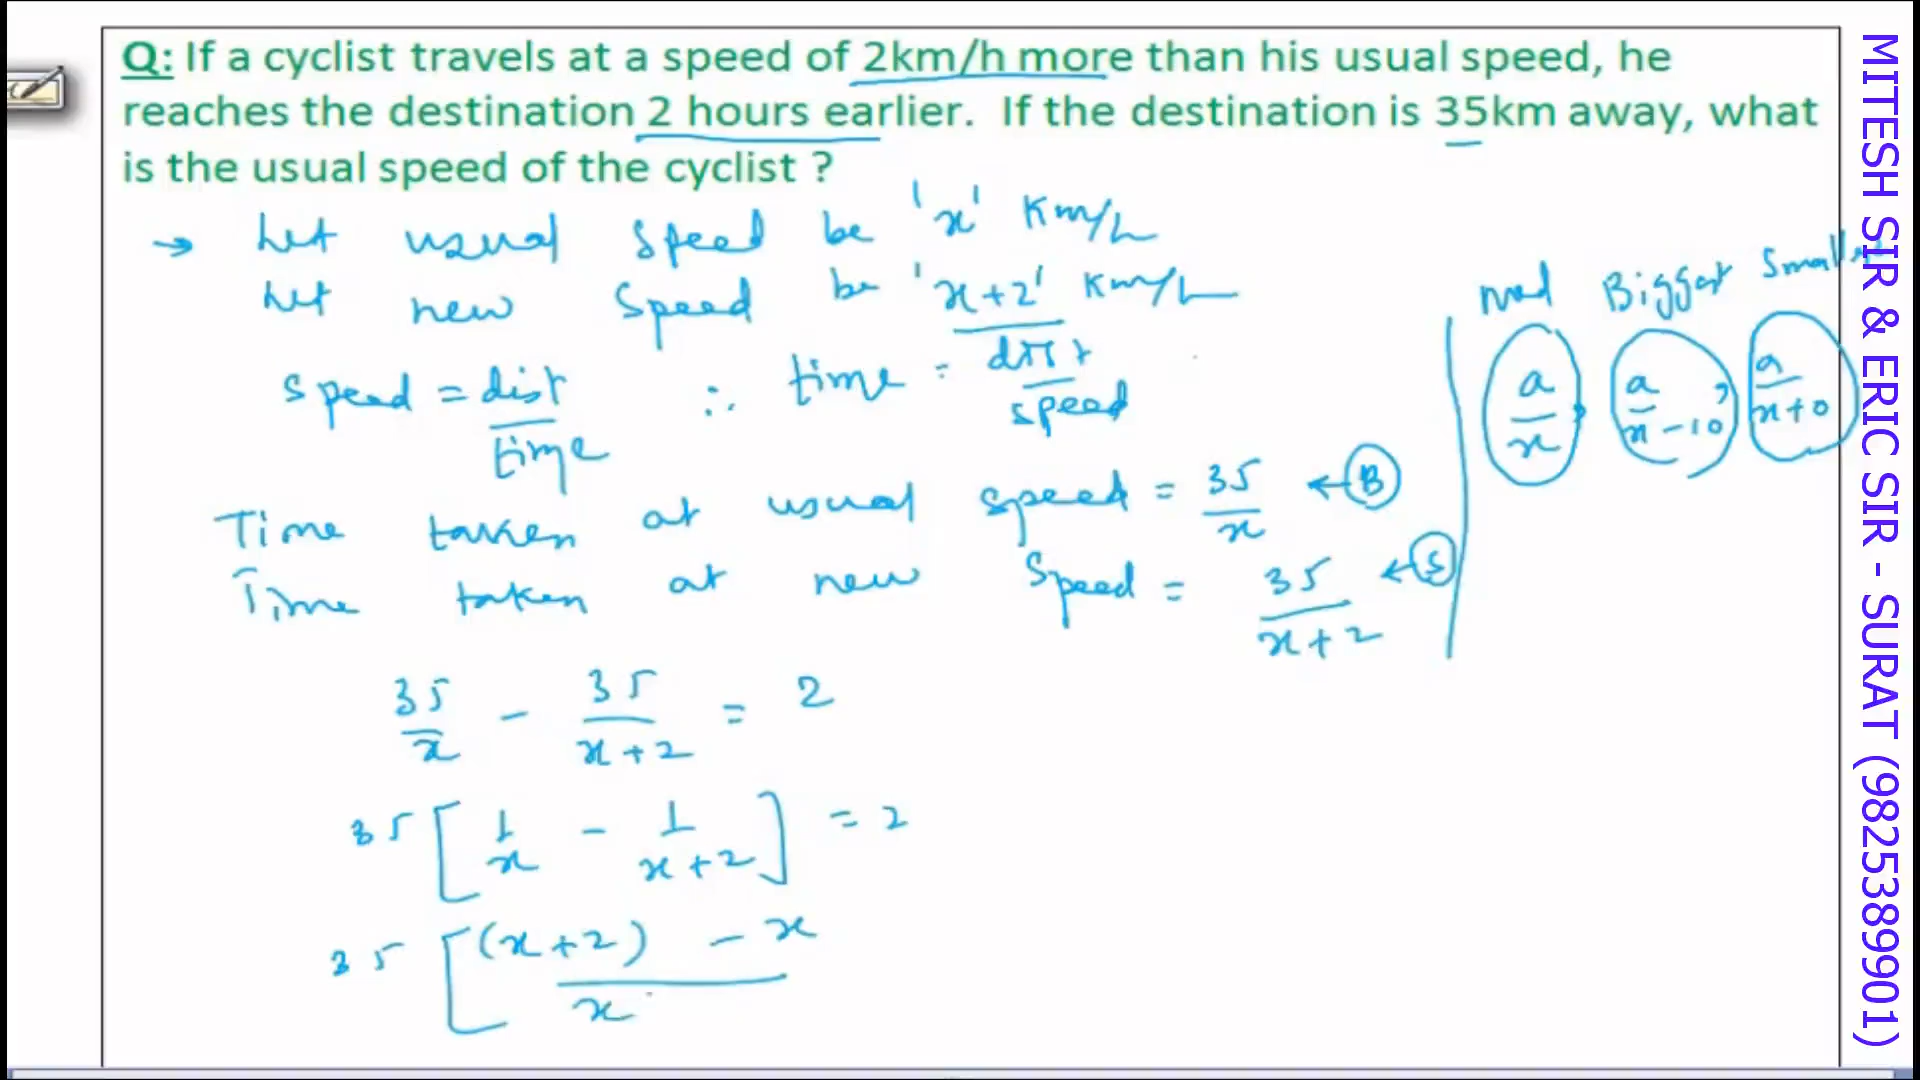 Q: If a cyclist travels at a speed of 2km/h more than his usual speed, he
reaches the destination 2 hours earlier. If the destination is 35km away, what
is the usual speed of the cyclist ?
→ Let usual speed be 'x' Km/h
Let new speed be 'x+2' Km/h
speed = dist/time ∴ time = dist/speed
Time taken at usual speed = 35/x ← B
Time taken at new speed = 35/(x+2) ← S
35/x - 35/(x+2) = 2
35 [ 1/x - 1/(x+2) ] = 2
35 [ (x+2) - x
x
Biggest
a/x, a/x-10, a/x+0
MITESH SIR & ERIC SIR - SURAT (9825389901)